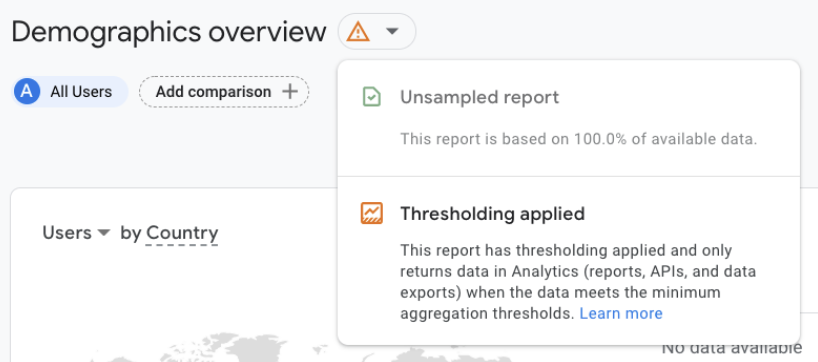 Demographics overview
A All Users
Add comparison +
Unsampled report
This report is based on 100.0% of available data.
Thresholding applied
This report has thresholding applied and only
returns data in Analytics (reports, APIs, and data
exports) when the data meets the minimum
aggregation thresholds. Learn more
Users by Country
No data available